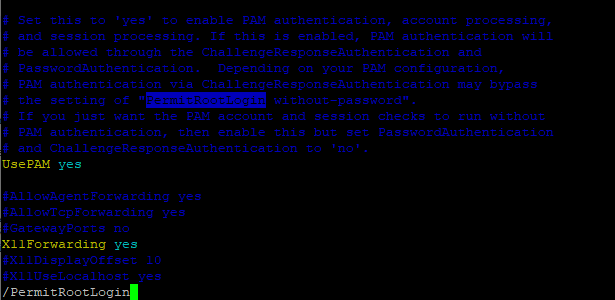 # Set this to 'yes' to enable PAM authentication, account processing,
# and session processing. If this is enabled, PAM authentication will
# be allowed through the ChallengeResponseAuthentication and
# PasswordAuthentication.  Depending on your PAM configuration,
# PAM authentication via ChallengeResponseAuthentication may bypass
# the setting of "PermitRootLogin without-password".
# If you just want the PAM account and session checks to run without
# PAM authentication, then enable this but set PasswordAuthentication
# and ChallengeResponseAuthentication to 'no'.
UsePAM yes
#AllowAgentForwarding yes
#AllowTcpForwarding yes
#GatewayPorts no
X11Forwarding yes
#X11DisplayOffset 10
#X11UseLocalhost yes
/PermitRootLogin